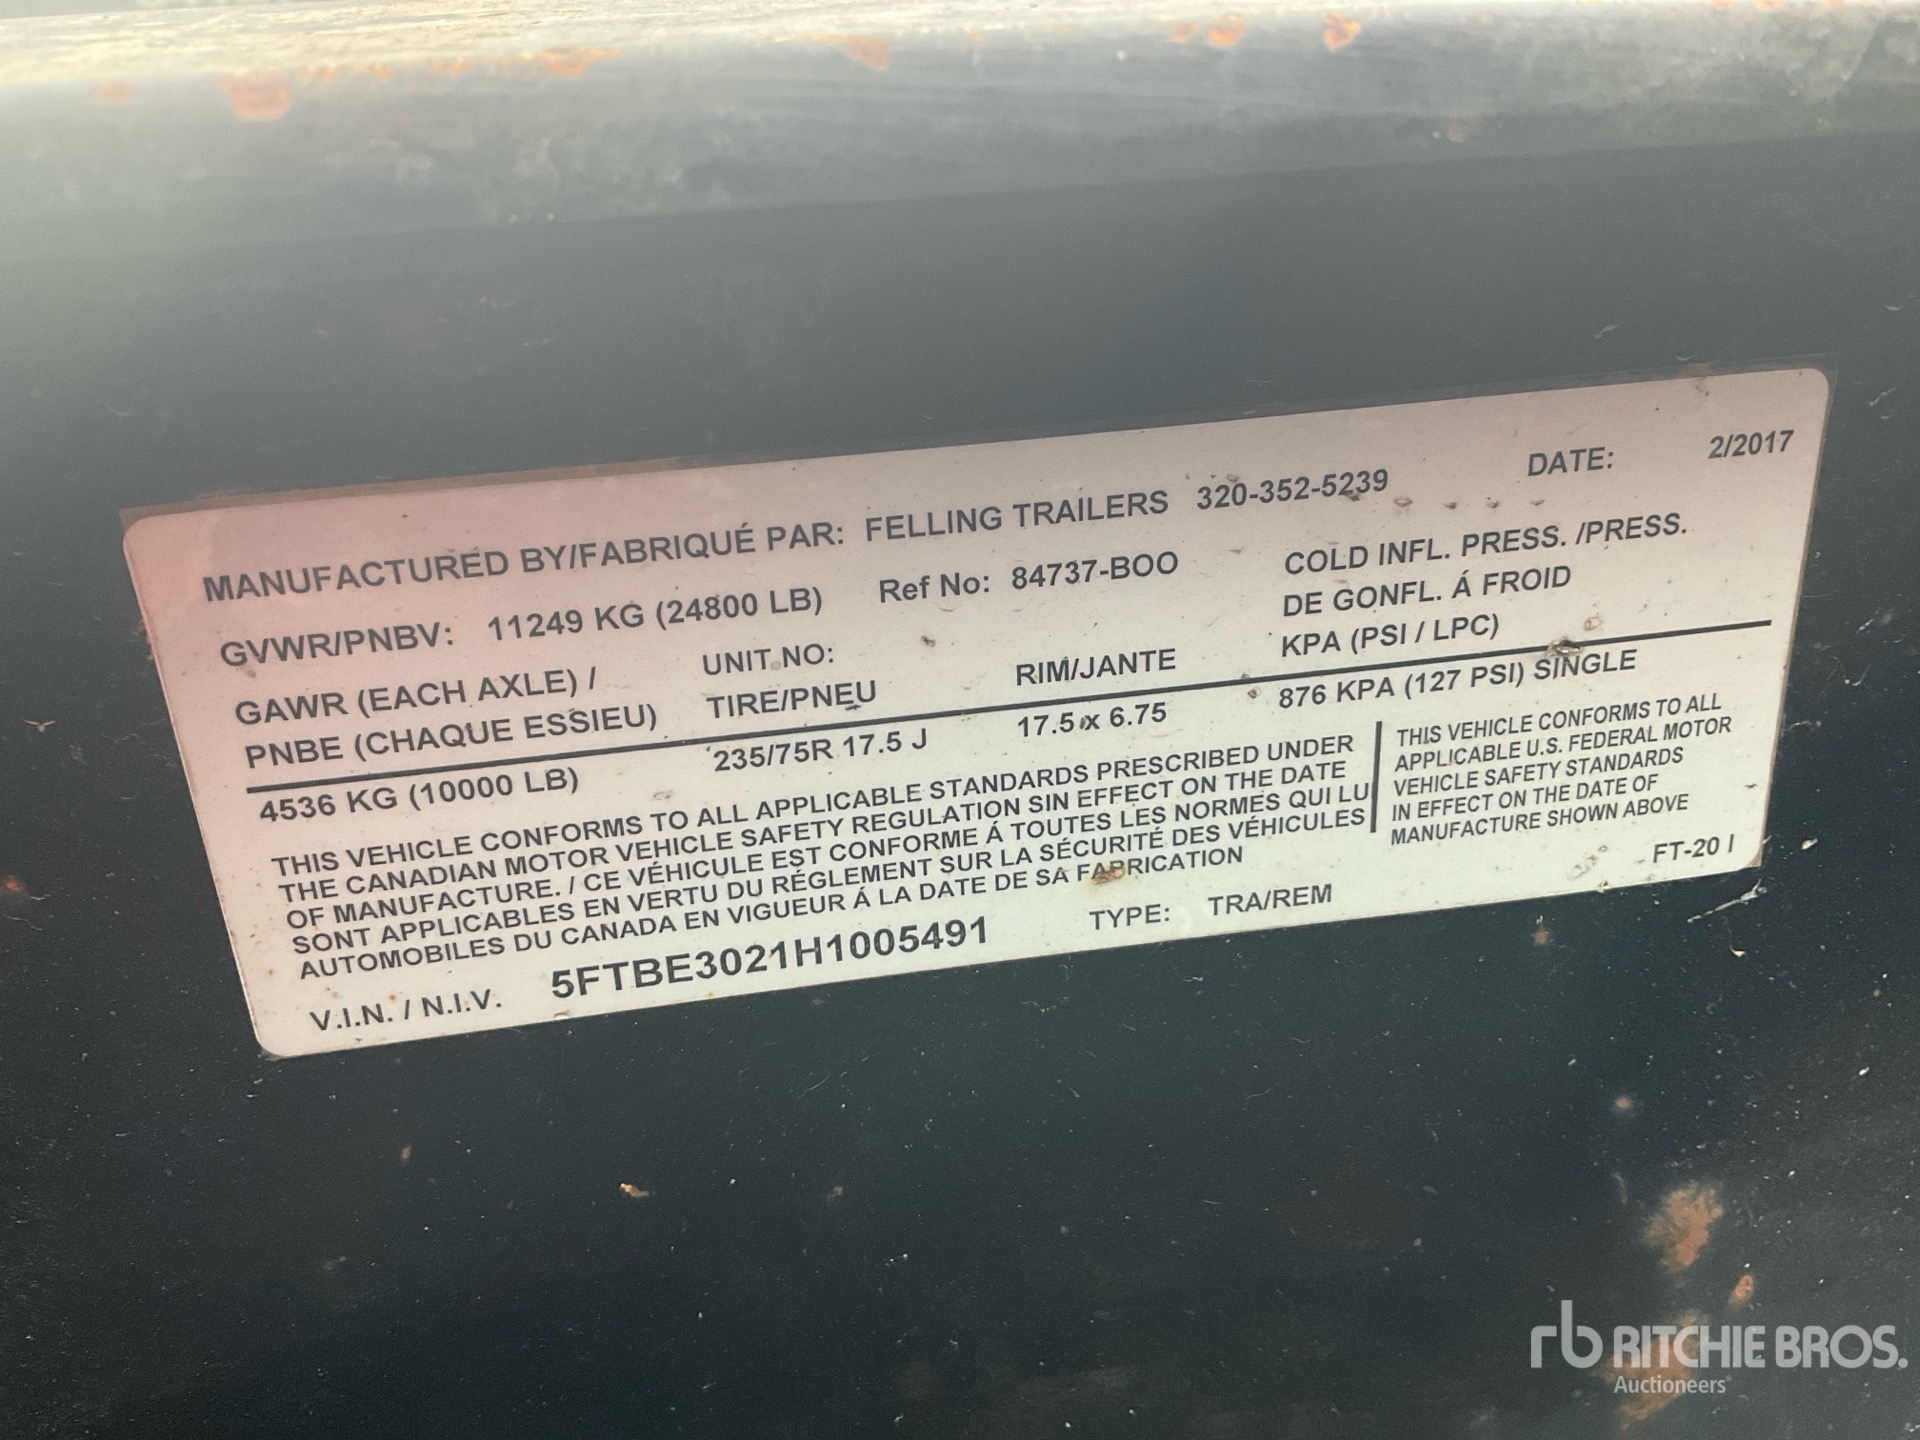 MANUFACTURED BY/FABRIQUÉ PAR: FELLING TRAILERS 320-352-5239 DATE: 2/2017
GVWR/PNBV: 11249 KG (24800 LB) Ref No: 84737-BOO
COLD INFL. PRESS. /PRESS.
DE GONFL. Á FROID
KPA (PSI / LPC)
GAWR (EACH AXLE) / UNIT NO:
PNBE (CHAQUE ESSIEU) TIRE/PNEU RIM/JANTE
4536 KG (10000 LB) 235/75R 17.5 J 17.5 x 6.75 876 KPA (127 PSI) SINGLE
THIS VEHICLE CONFORMS TO ALL APPLICABLE STANDARDS PRESCRIBED UNDER
THE CANADIAN MOTOR VEHICLE SAFETY REGULATION SIN EFFECT ON THE DATE
OF MANUFACTURE. / CE VÉHICULE EST CONFORME Á TOUTES LES NORMES QUI LU
SONT APPLICABLES EN VERTU DU RÉGLEMENT SUR LA SÉCURITÉ DES VÉHICULES
AUTOMOBILES DU CANADA EN VIGUEUR Á LA DATE DE SA FABRICATION
THIS VEHICLE CONFORMS TO ALL
APPLICABLE U.S. FEDERAL MOTOR
VEHICLE SAFETY STANDARDS
IN EFFECT ON THE DATE OF
MANUFACTURE SHOWN ABOVE
V.I.N. / N.I.V. 5FTBE3021H1005491 TYPE: TRA/REM FT-20 I
rb RITCHIE BROS.
Auctioneers